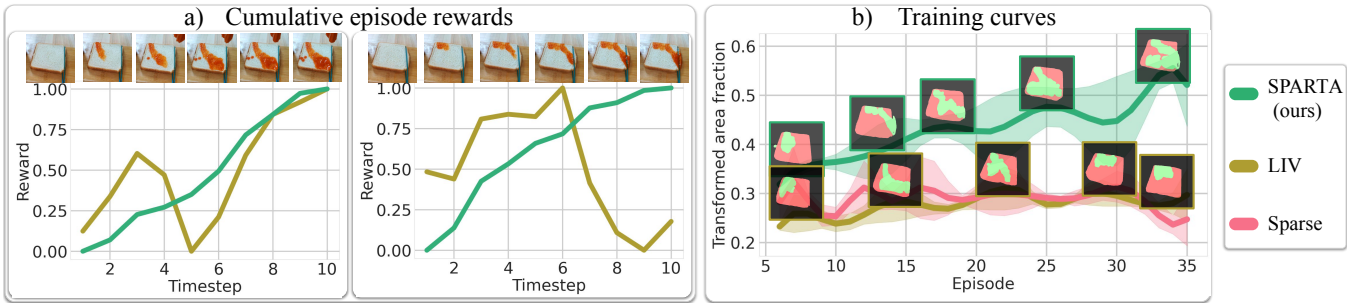 a) Cumulative episode rewards
1.00
0.75
0.50
0.25
0.00
Reward
2 4 6 8 10
Timestep
1.00
0.75
0.50
0.25
0.00
Reward
2 4 6 8 10
Timestep
b) Training curves
0.6
0.5
0.4
0.3
0.2
Transformed area fraction
5 10 15 20 25 30 35
Episode
SPARTA
(ours)
LIV
Sparse